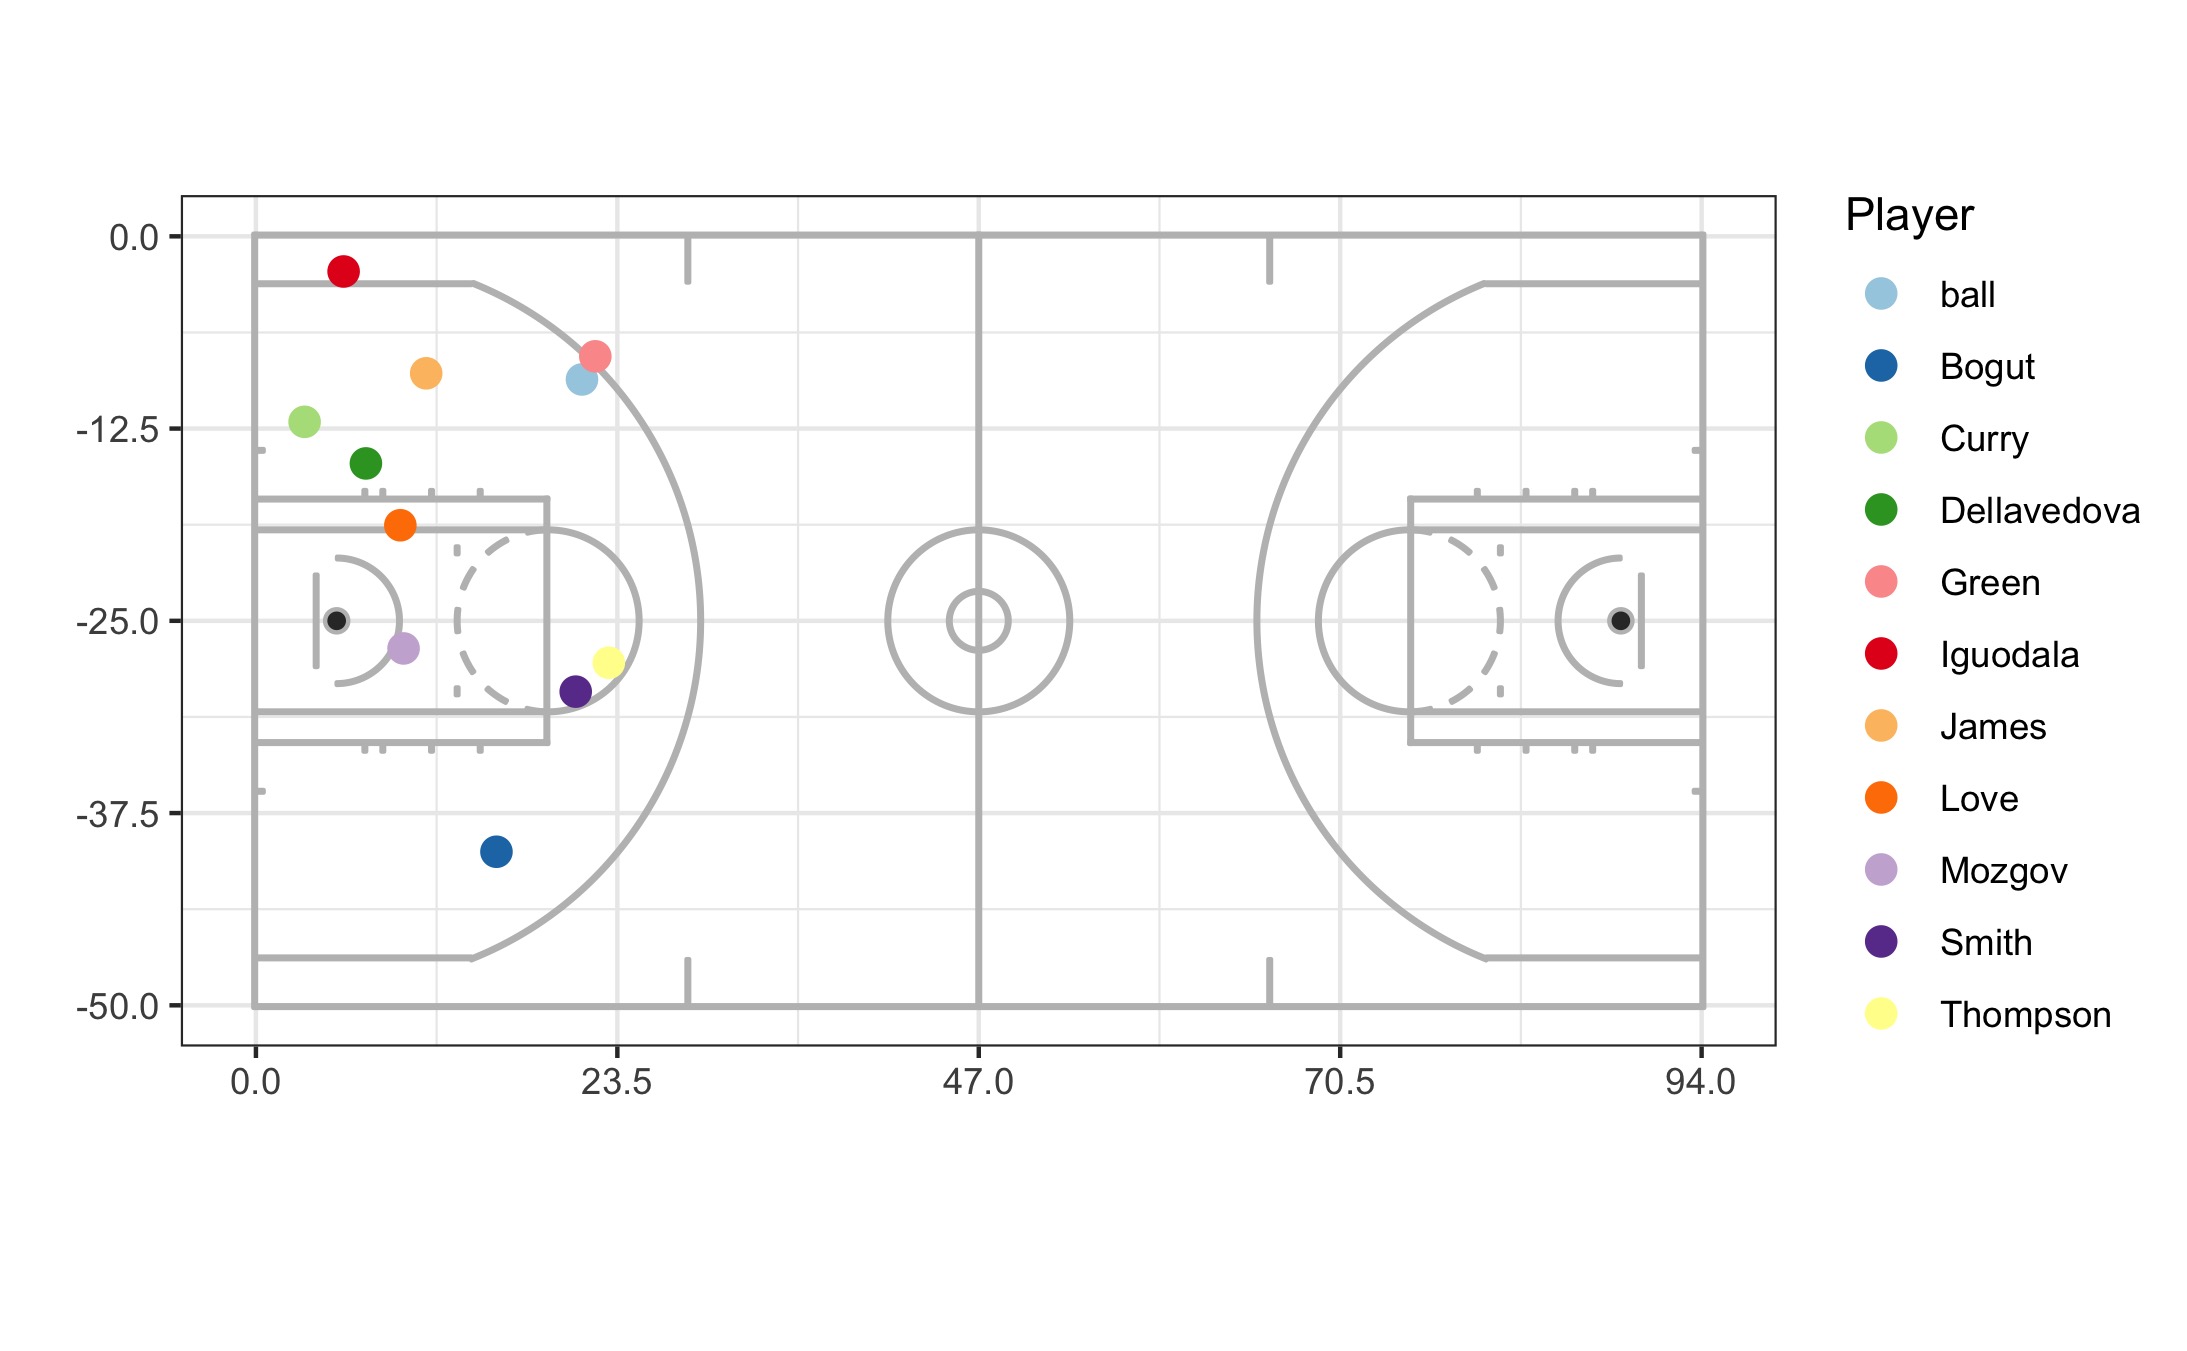 Player
ball
Bogut
Curry
Dellavedova
Green
Iguodala
James
Love
Mozgov
Smith
Thompson
0.0
-12.5
-25.0
-37.5
-50.0
0.0 23.5 47.0 70.5 94.0